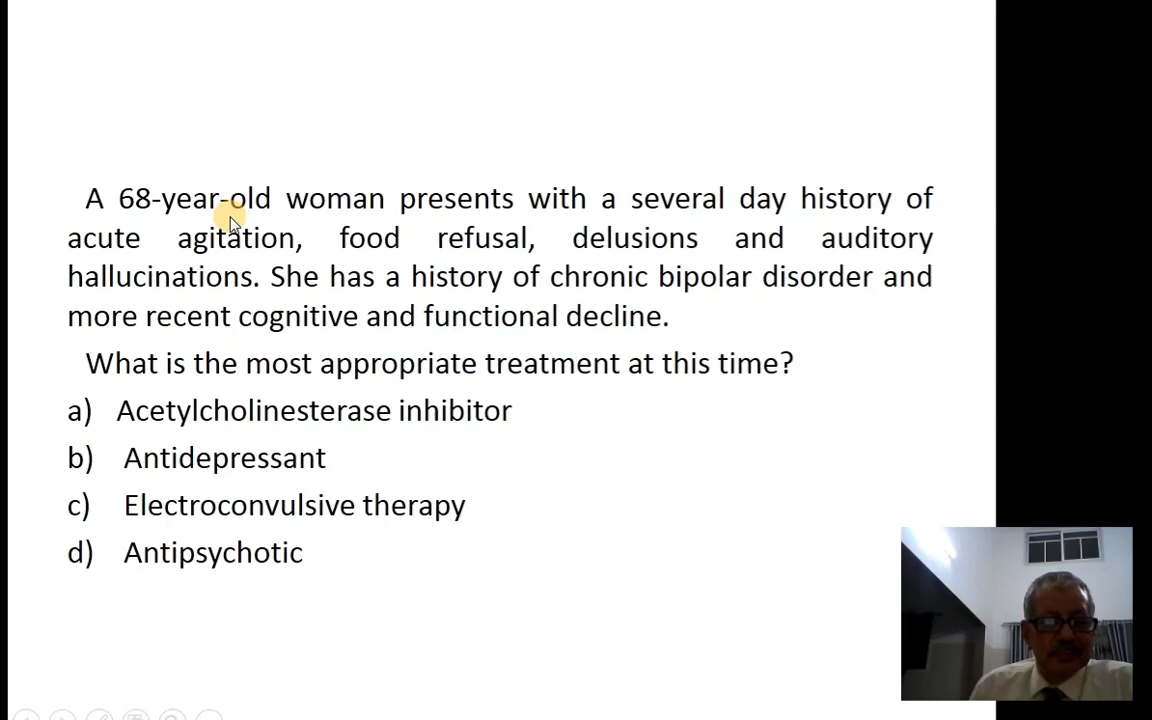 A 68-year-old woman presents with a several day history of
acute agitation, food refusal, delusions and auditory
hallucinations. She has a history of chronic bipolar disorder and
more recent cognitive and functional decline.
What is the most appropriate treatment at this time?
a) Acetylcholinesterase inhibitor
b) Antidepressant
c) Electroconvulsive therapy
d) Antipsychotic